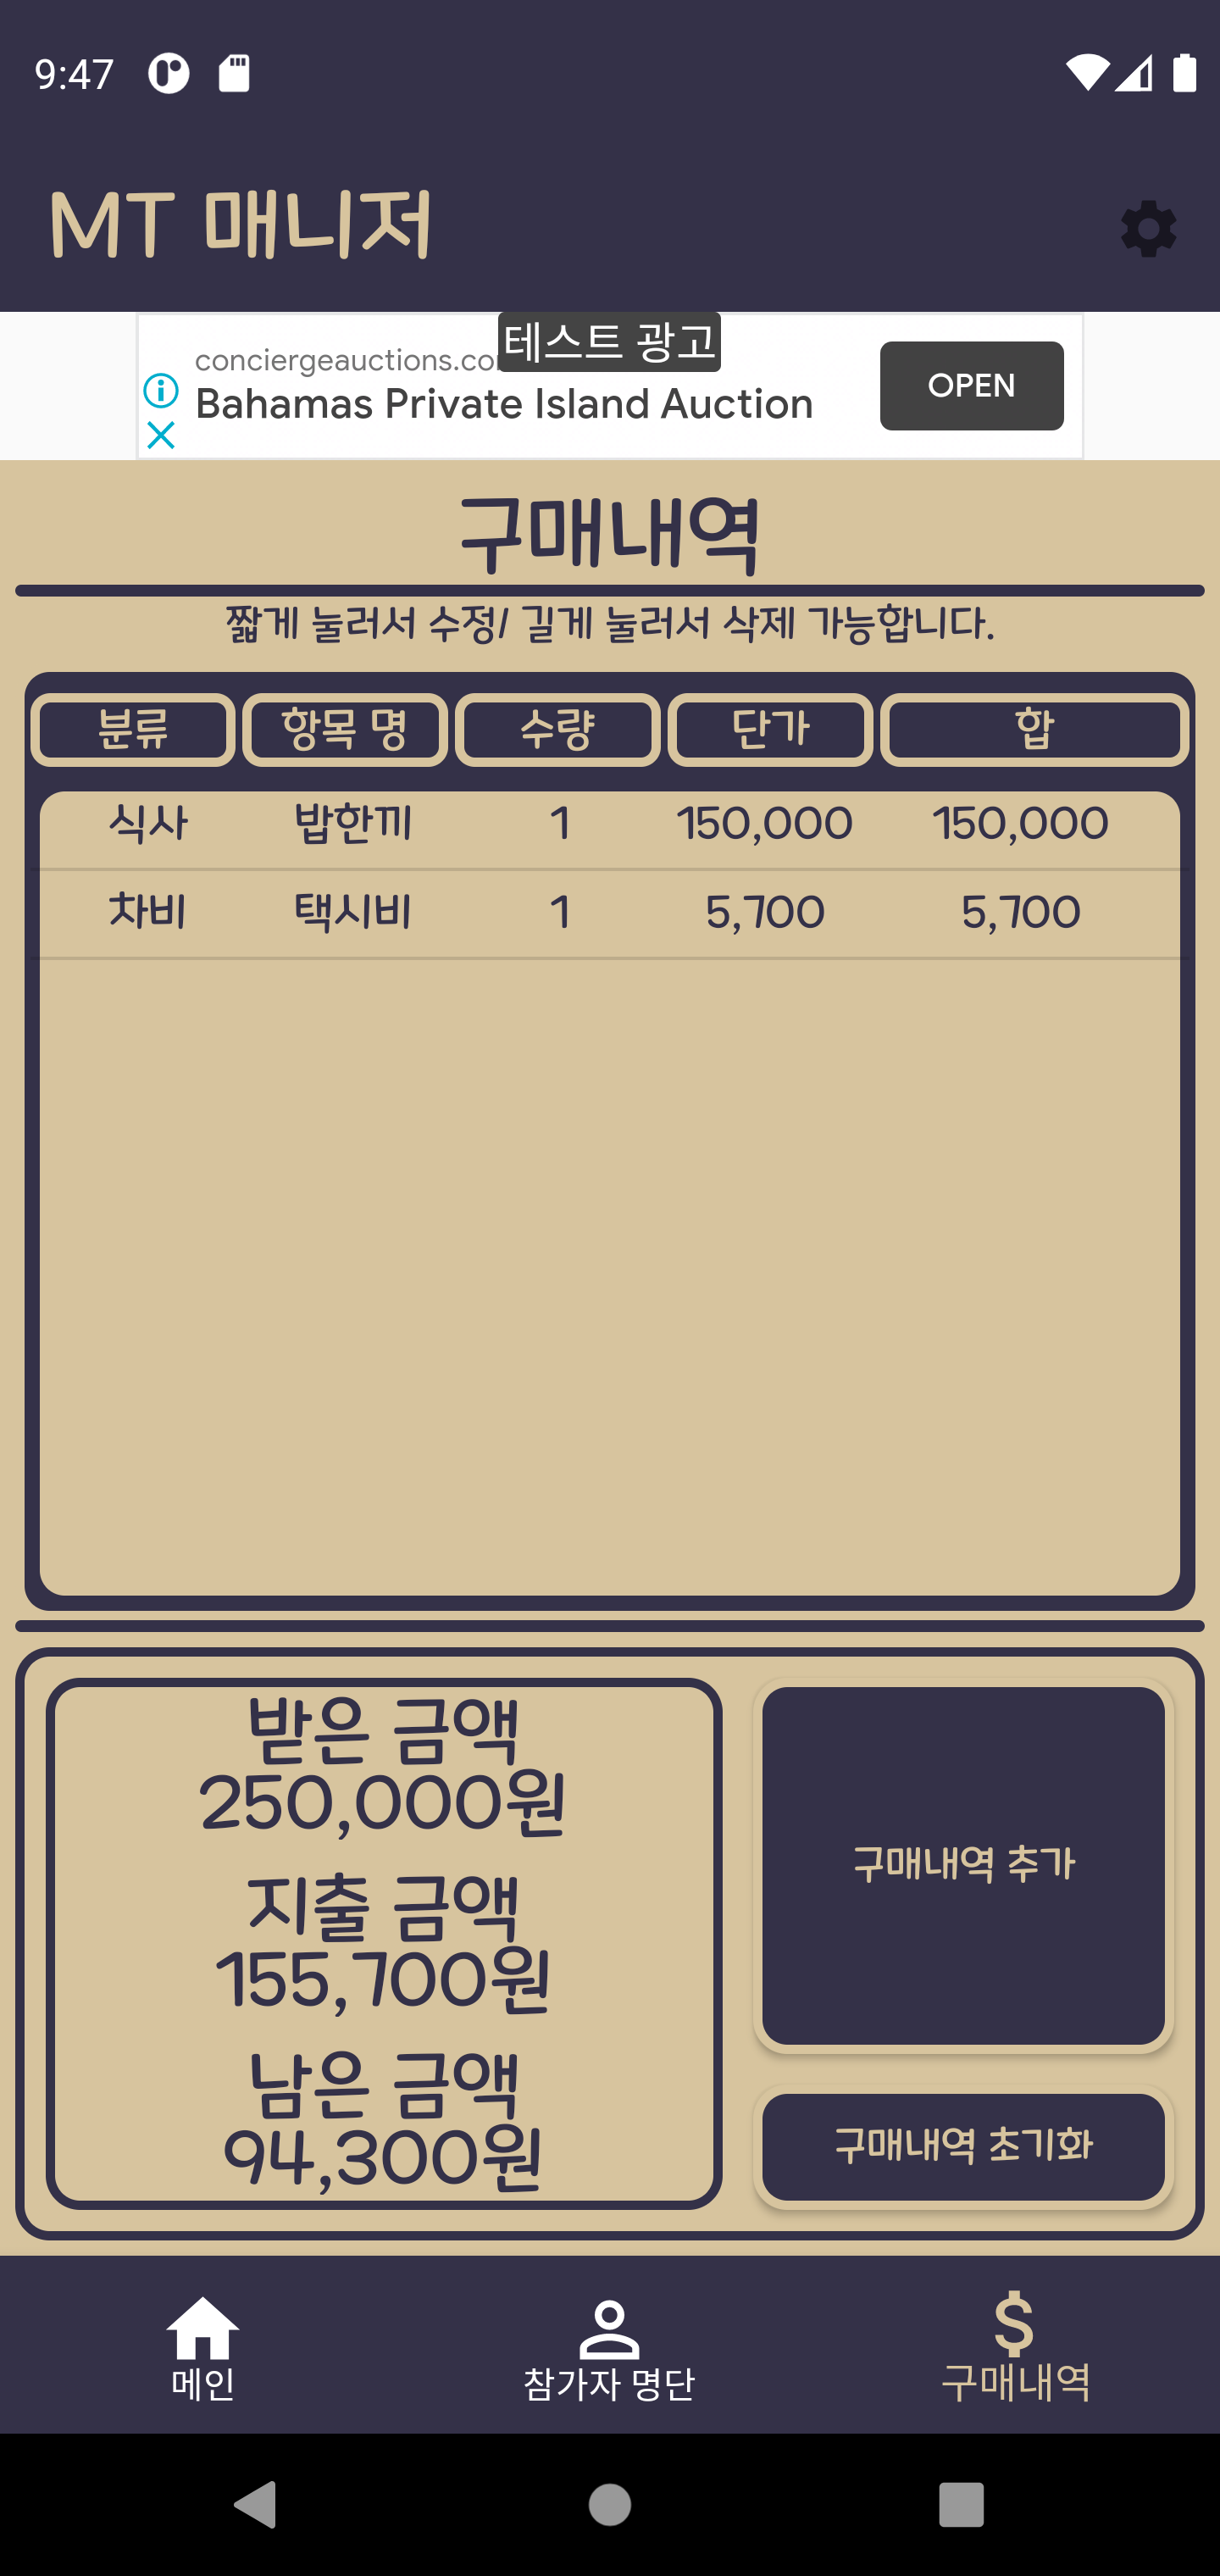 9:47
MT 매니저
테스트 광고
conciergeauctions.co
Bahamas Private Island Auction
OPEN
구매내역
짧게 눌러서 수정/ 길게 눌러서 삭제 가능합니다.
분류 항목 명 수량 단가 합
식사 밥한끼 1 150,000 150,000
차비 택시비 1 5,700 5,700
받은 금액
250,000원
지출 금액
155,700원
남은 금액
94,300원
구매내역 추가
구매내역 초기화
메인 참가자 명단 구매내역